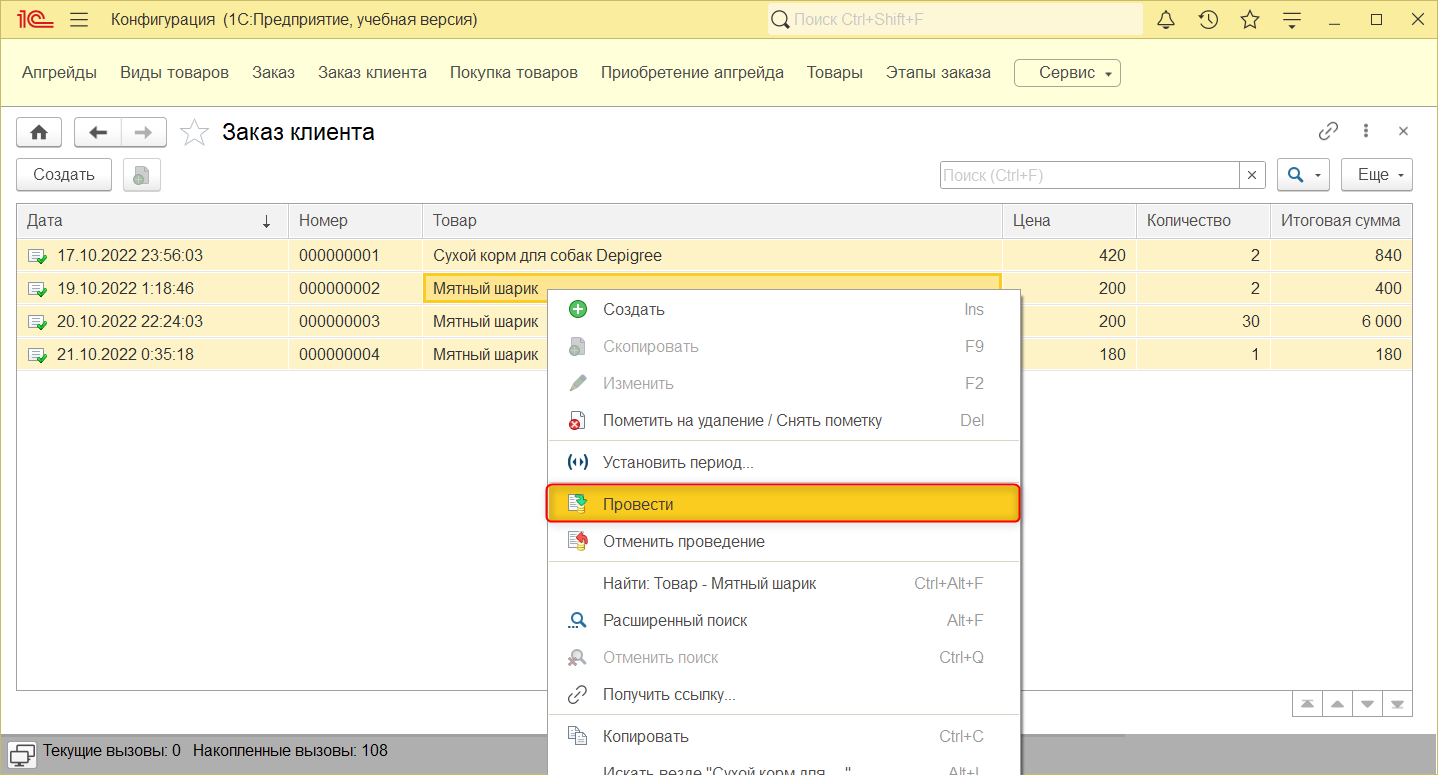 1С Конфигурация (1С:Предприятие, учебная версия) Поиск Ctrl+Shift+F
Апгрейды Виды товаров Заказ Заказ клиента Покупка товаров Приобретение апгрейда Товары Этапы заказа Сервис
Заказ клиента
Создать Поиск (Ctrl+F) Еще
Дата Номер Товар Цена Количество Итоговая сумма
17.10.2022 23:56:03 000000001 Сухой корм для собак Depigree 420 2 840
19.10.2022 1:18:46 000000002 Мятный шарик 200 2 400
20.10.2022 22:24:03 000000003 Мятный шарик 200 30 6 000
21.10.2022 0:35:18 000000004 Мятный шарик 180 1 180
Создать Ins
Скопировать F9
Изменить F2
Пометить на удаление / Снять пометку Del
Установить период...
Провести
Отменить проведение
Найти: Товар - Мятный шарик Ctrl+Alt+F
Расширенный поиск Alt+F
Отменить поиск Ctrl+Q
Получить ссылку...
Копировать Ctrl+C
Искать везде "Сухой корм для ..." Alt+I
Текущие вызовы: 0 Накопленные вызовы: 108